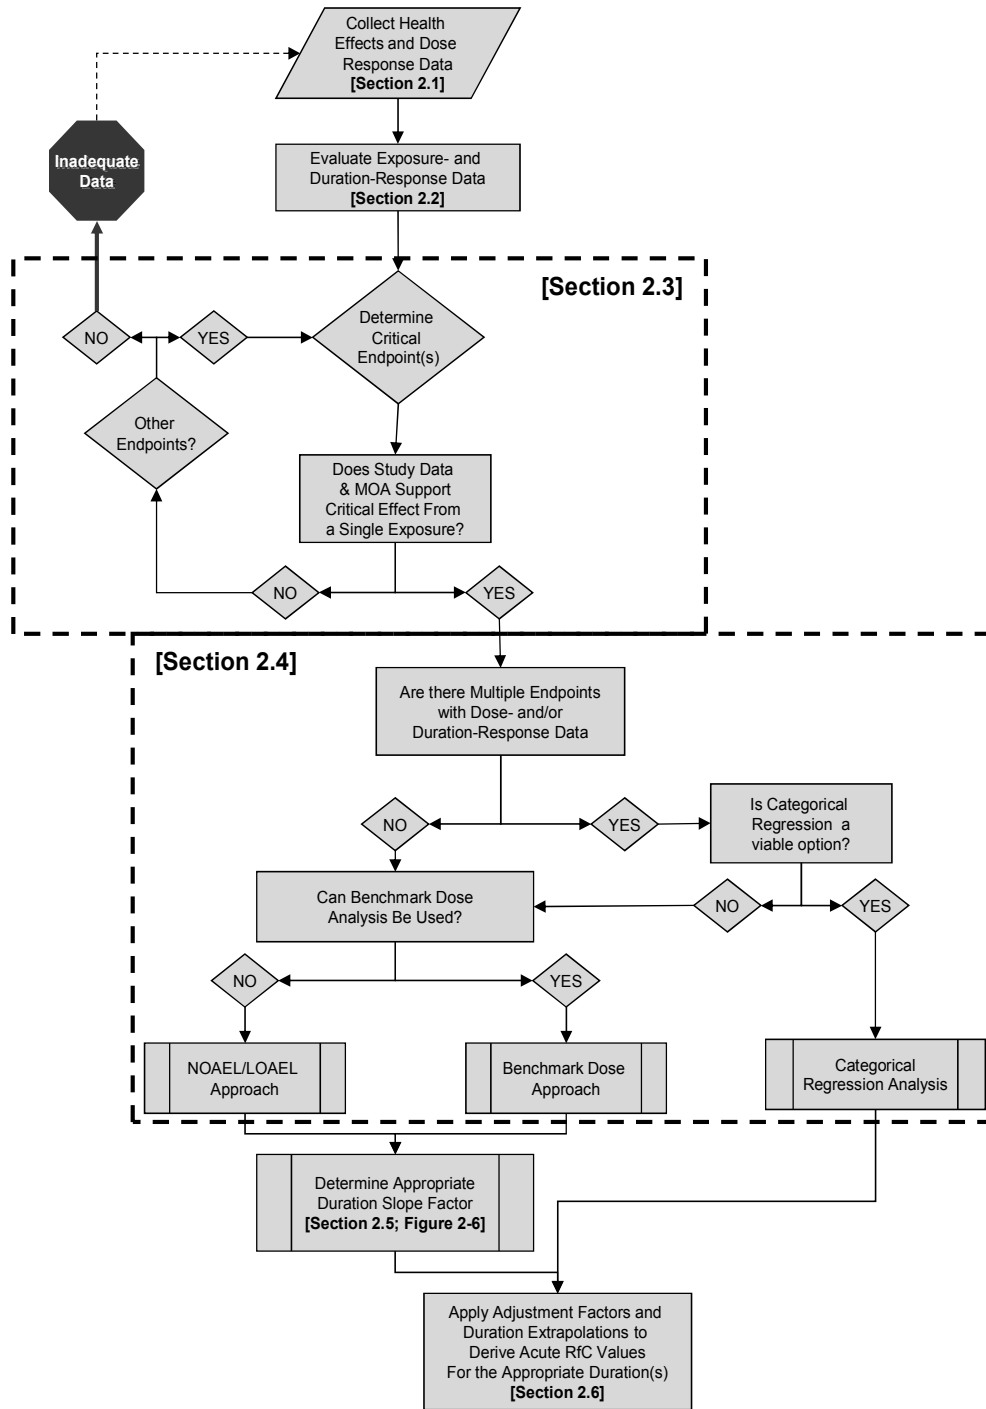 Collect Health
Effects and Dose
Response Data
[Section 2.1]
Inadequate
Data
Evaluate Exposure- and
Duration-Response Data
[Section 2.2]
[Section 2.3]
NO
YES
Determine
Critical
Endpoint(s)
Other
Endpoints?
Does Study Data
& MOA Support
Critical Effect From
a Single Exposure?
NO
YES
[Section 2.4]
Are there Multiple Endpoints
with Dose- and/or
Duration-Response Data
NO
YES
Is Categorical
Regression a
viable option?
Can Benchmark Dose
Analysis Be Used?
NO
YES
NO
YES
NOAEL/LOAEL
Approach
Benchmark Dose
Approach
Categorical
Regression Analysis
Determine Appropriate
Duration Slope Factor
[Section 2.5; Figure 2-6]
Apply Adjustment Factors and
Duration Extrapolations to
Derive Acute RfC Values
For the Appropriate Duration(s)
[Section 2.6]